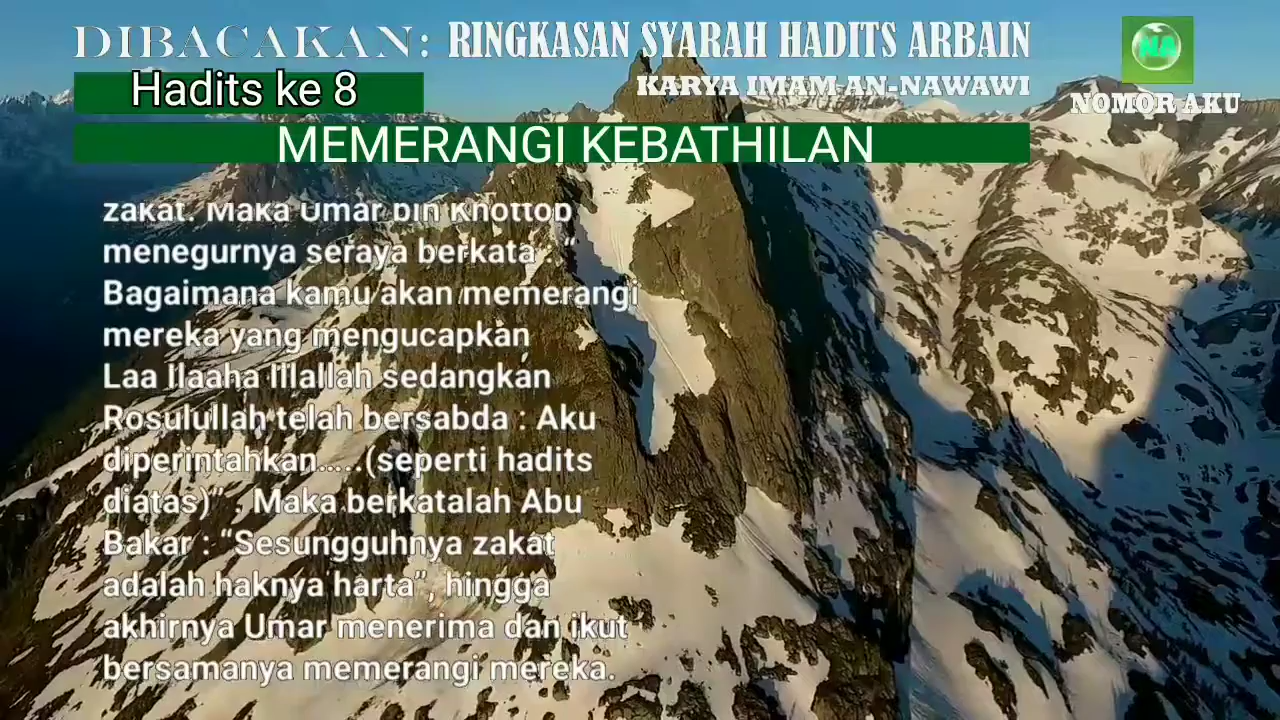 DIBACAKAN: RINGKASAN SYARAH HADITS ARBAIN
KARYA IMAM AN-NAWAWI
NA
NOMOR AKU
Hadits ke 8
MEMERANGI KEBATHILAN
zakat. Maka Umar bin Khottob
menegurnya seraya berkata : “
Bagaimana kamu akan memerangi
mereka yang mengucapkan
Laa Ilaaha Illallah sedangkan
Rosulullah telah bersabda : Aku
diperintahkan…..(seperti hadits
diatas)” . Maka berkatalah Abu
Bakar : “Sesungguhnya zakat
adalah haknya harta”, hingga
akhirnya Umar menerima dan ikut
bersamanya memerangi mereka.